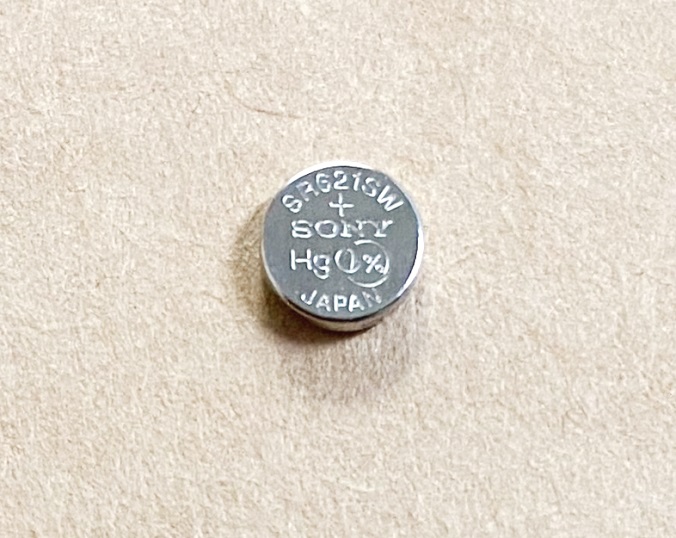 SR621SW
+
SONY
Hg 0%
JAPAN